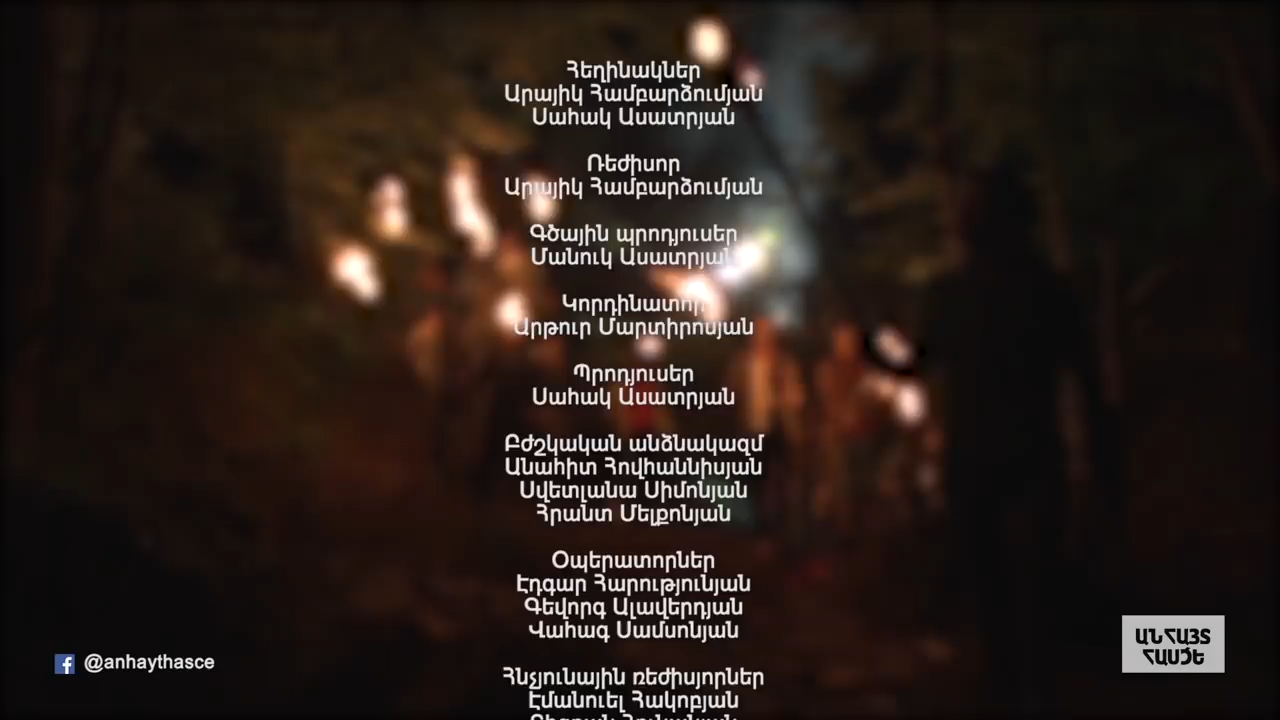 Հեղինակներ
Արայիկ Համբարձումյան
Սահակ Ասատրյան
Ռեժիսոր
Արայիկ Համբարձումյան
Գծային պրոդյուսեր
Մանուկ Ասատրյան
Կորդինատոր
Արթուր Մարտիրոսյան
Պրոդյուսեր
Սահակ Ասատրյան
Բժշկական անձնակազմ
Անահիտ Հովհաննիսյան
Սվետլանա Սիմոնյան
Հրանտ Մելքոնյան
Օպերատորներ
Էդգար Հարությունյան
Գեվորգ Ալավերդյան
Վահագ Սամսոնյան
Հնչյունային ռեժիսյորներ
Էմանուել Հակոբյան
@anhaythasce
ԱՆՀԱՅՏ
ՀԱՍՑԵ